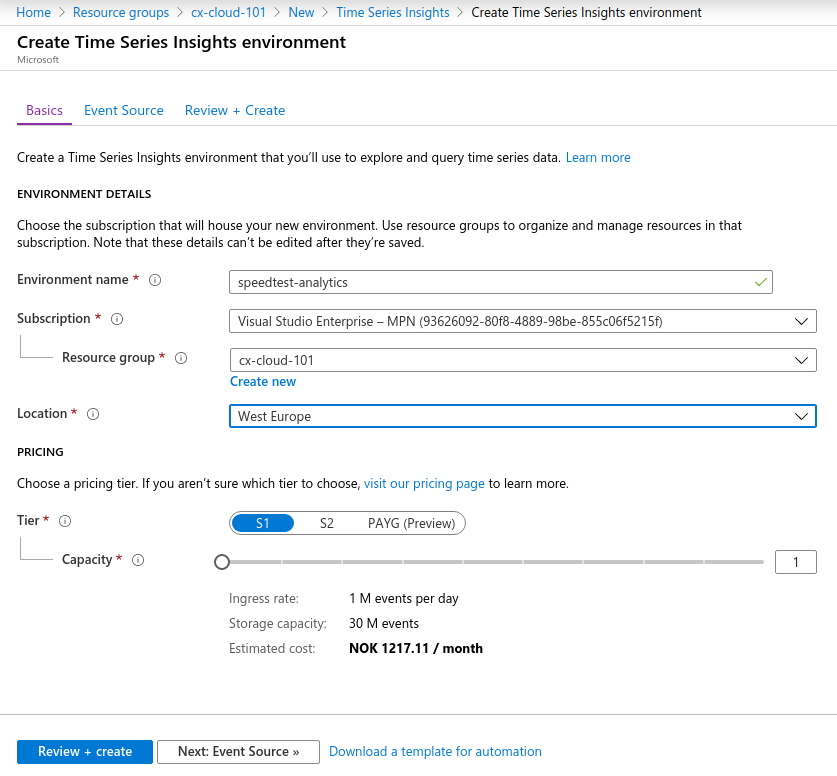 Home > Resource groups > cx-cloud-101 > New > Time Series Insights > Create Time Series Insights environment
Create Time Series Insights environment
Microsoft
Basics Event Source Review + Create
Create a Time Series Insights environment that you'll use to explore and query time series data. Learn more
ENVIRONMENT DETAILS
Choose the subscription that will house your new environment. Use resource groups to organize and manage resources in that
subscription. Note that these details can't be edited after they're saved.
Environment name * speedtest-analytics
Subscription * Visual Studio Enterprise – MPN (93626092-80f8-4889-98be-855c06f5215f)
Resource group * cx-cloud-101
Create new
Location * West Europe
PRICING
Choose a pricing tier. If you aren't sure which tier to choose, visit our pricing page to learn more.
Tier * S1 S2 PAYG (Preview)
Capacity * 1
Ingress rate: 1 M events per day
Storage capacity: 30 M events
Estimated cost: NOK 1217.11 / month
Review + create Next: Event Source » Download a template for automation